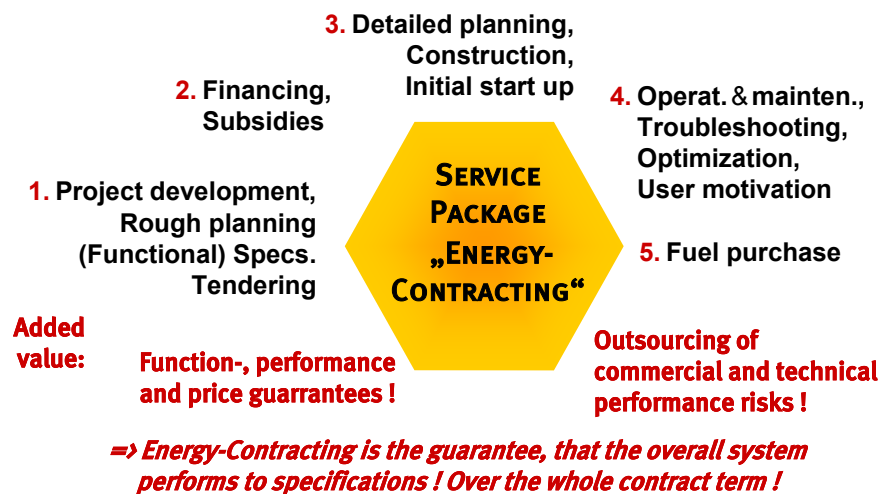 1. Project development,
Rough planning
(Functional) Specs.
Tendering
2. Financing,
Subsidies
3. Detailed planning,
Construction,
Initial start up
4. Operat. & mainten.,
Troubleshooting,
Optimization,
User motivation
5. Fuel purchase
SERVICE
PACKAGE
„ENERGY-
CONTRACTING“
Added
value:
Function-, performance
and price guarrantees !
Outsourcing of
commercial and technical
performance risks !
=> Energy-Contracting is the guarantee, that the overall system
performs to specifications ! Over the whole contract term !